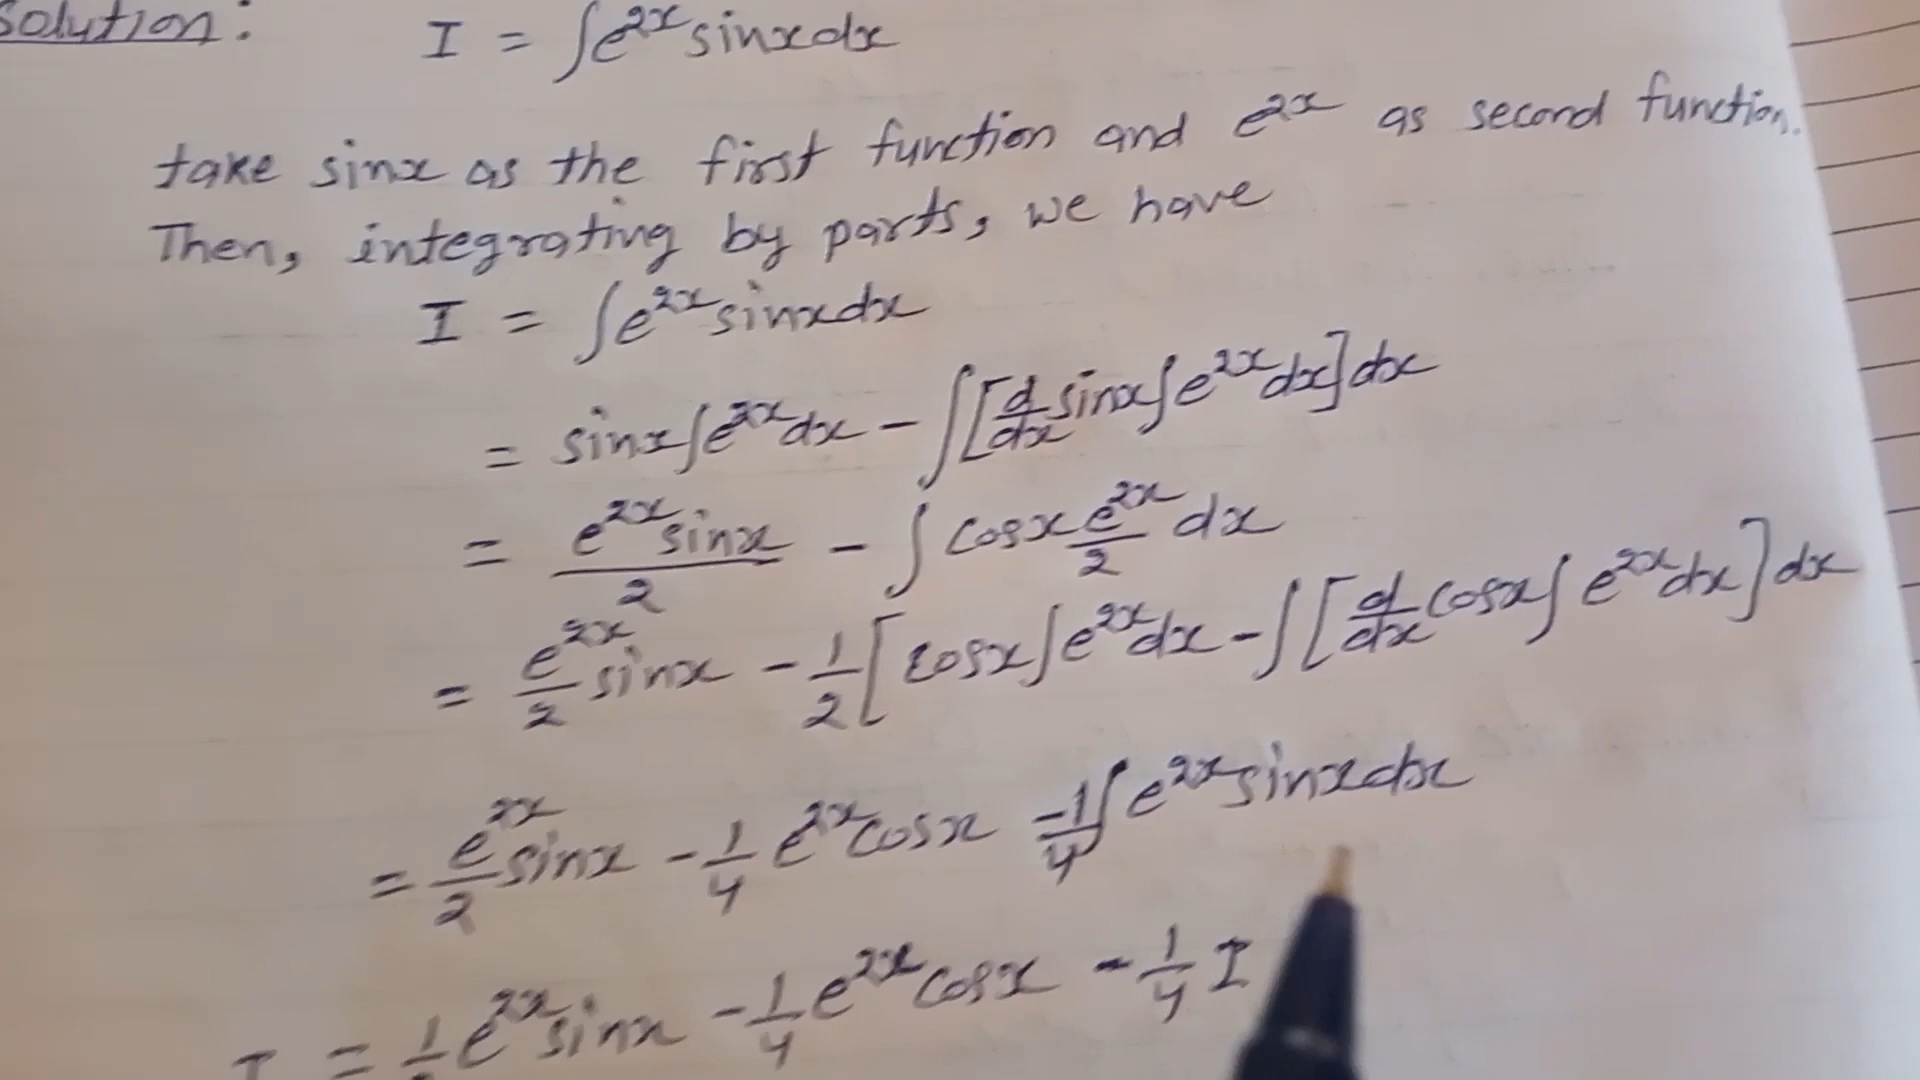 Solution: I = ∫e^{2x} sinx dx
take sinx as the first function and e^{2x} as second function.
Then, integrating by parts, we have
I = ∫e^{2x} sinx dx
= sinx∫e^{2x}dx - ∫[d/dx sinx∫e^{2x}dx]dx
= e^{2x}sinx/2 - ∫cosx e^{2x}/2 dx
= e^{2x}/2 sinx - 1/2[cosx∫e^{2x}dx - ∫[d/dx cosx∫e^{2x}dx]dx
= e^{2x}/2 sinx - 1/4 e^{2x}cosx - 1/4∫e^{2x}sinx dx
I = e^{2x}sinx - 1/4 e^{2x}cosx - 1/4 I